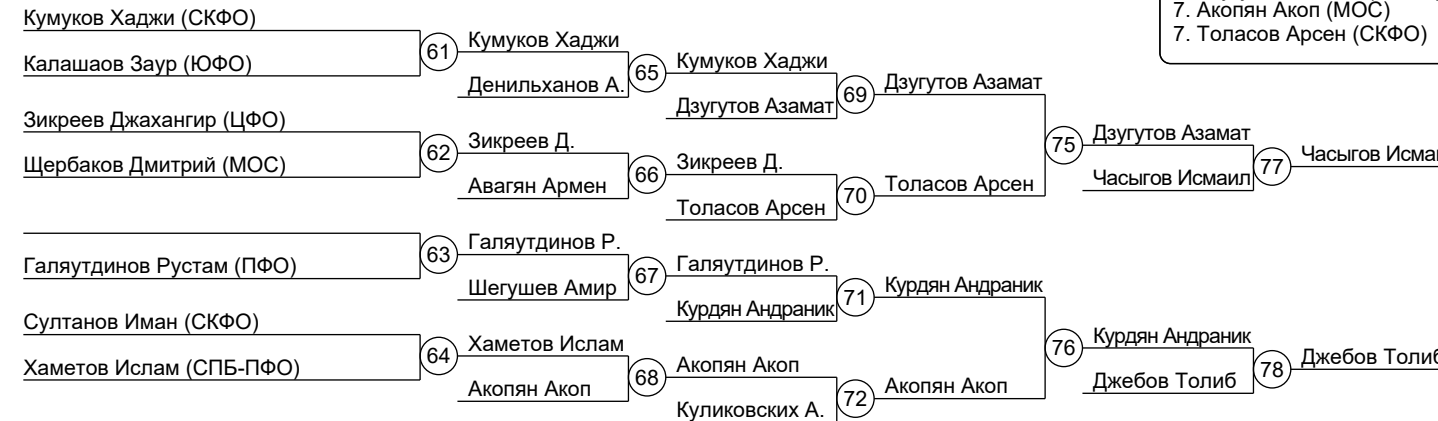 7. Акопян Акоп (МОС)
7. Толасов Арсен (СКФО)
Кумуков Хаджи (СКФО)
Калашаов Заур (ЮФО)
61
Кумуков Хаджи
Денильханов А.
65
Кумуков Хаджи
Дзугутов Азамат
69
Дзугутов Азамат
Зикреев Джахангир (ЦФО)
Щербаков Дмитрий (МОС)
62
Зикреев Д.
Авагян Армен
66
Зикреев Д.
Толасов Арсен
70
Толасов Арсен
75
Дзугутов Азамат
Часыгов Исмаил
77
Часыгов Исма
Галяутдинов Рустам (ПФО)
63
Галяутдинов Р.
Шегушев Амир
67
Галяутдинов Р.
Курдян Андраник
71
Курдян Андраник
Султанов Иман (СКФО)
Хаметов Ислам (СПБ-ПФО)
64
Хаметов Ислам
Акопян Акоп
68
Акопян Акоп
Куликовских А.
72
Акопян Акоп
76
Курдян Андраник
Джебов Толиб
78
Джебов Толиб